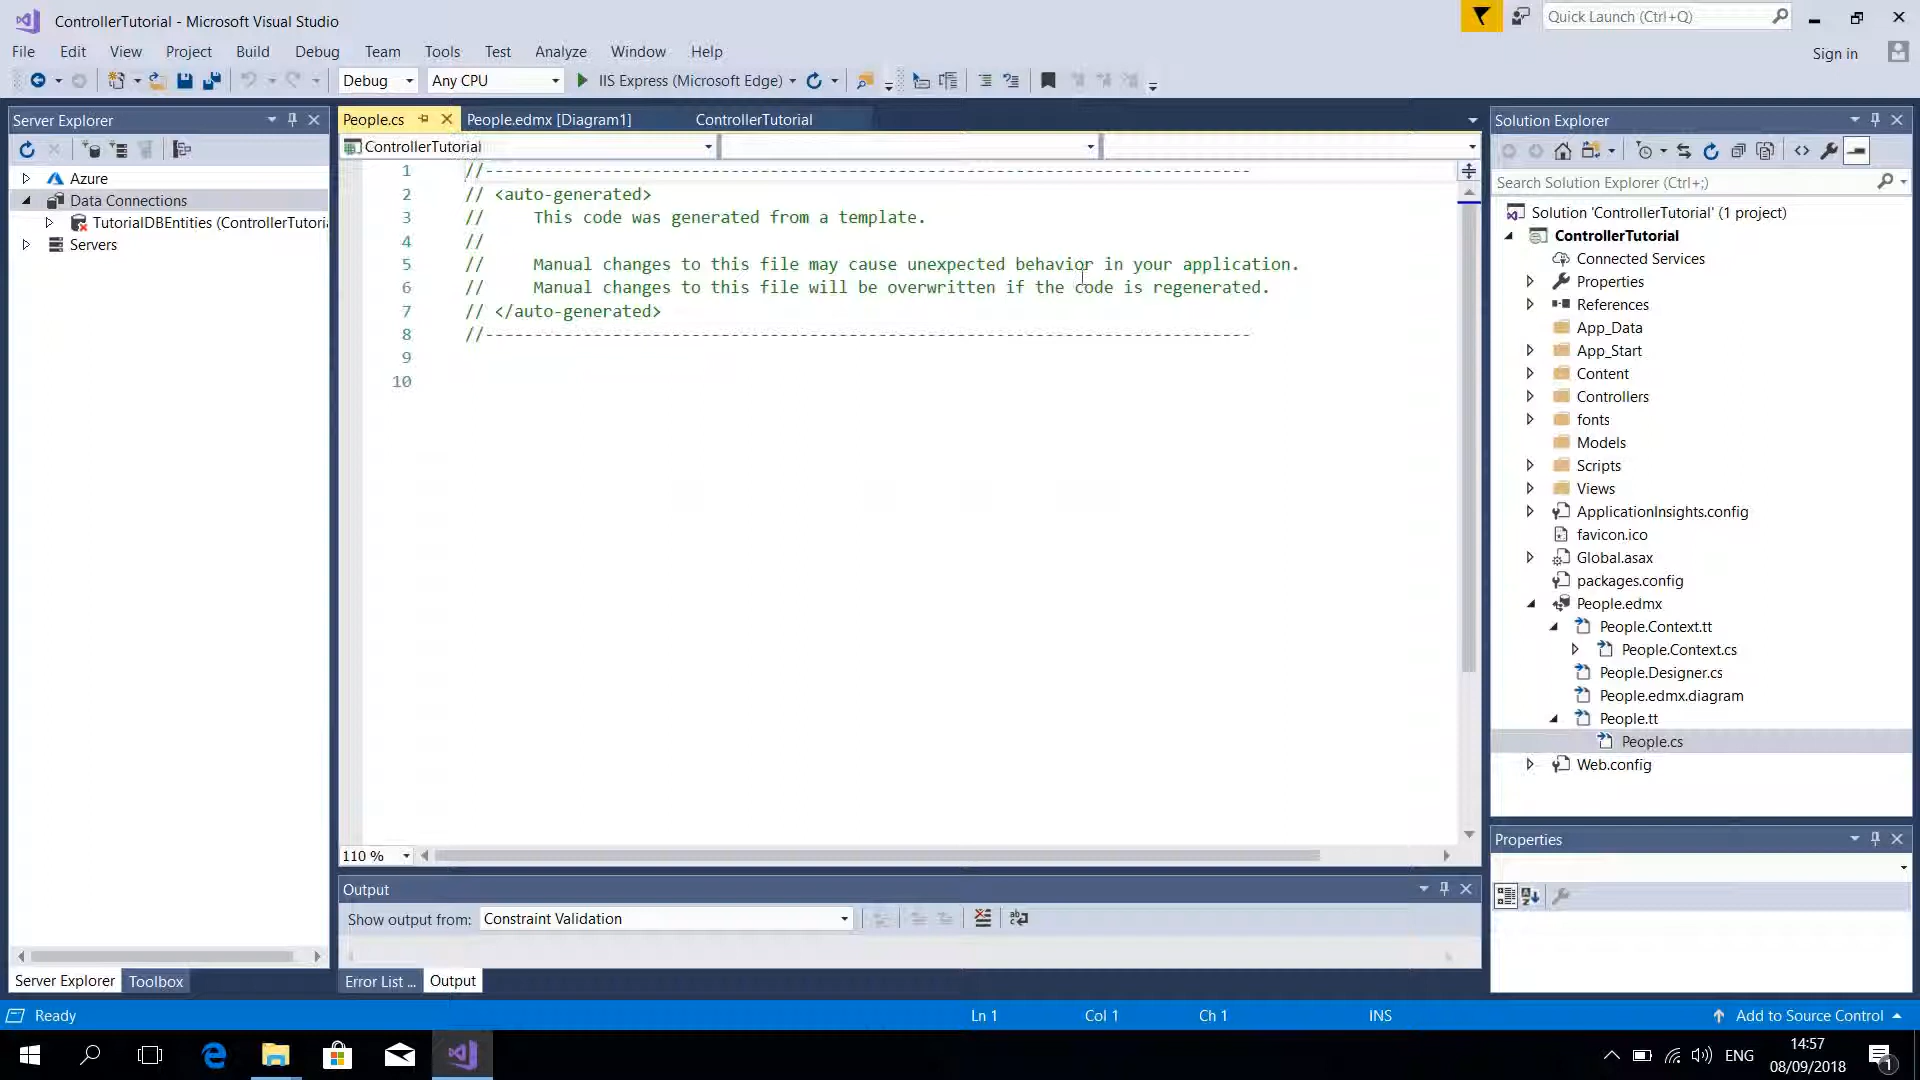 ControllerTutorial - Microsoft Visual Studio
Quick Launch (Ctrl+Q)
File Edit View Project Build Debug Team Tools Test Analyze Window Help
Sign in
Debug Any CPU IIS Express (Microsoft Edge)
Server Explorer
Azure
Data Connections
TutorialDBEntities (ControllerTutori
Servers
People.cs People.edmx [Diagram1] ControllerTutorial
ControllerTutorial
1 //------------------------------------------------------------------------------
2 // <auto-generated>
3 // This code was generated from a template.
4 //
5 // Manual changes to this file may cause unexpected behavior in your application.
6 // Manual changes to this file will be overwritten if the code is regenerated.
7 // </auto-generated>
8 //------------------------------------------------------------------------------
9
10
110 %
Output
Show output from: Constraint Validation
Server Explorer Toolbox
Error List ... Output
Solution Explorer
Search Solution Explorer (Ctrl+;)
Solution 'ControllerTutorial' (1 project)
ControllerTutorial
Connected Services
Properties
References
App_Data
App_Start
Content
Controllers
fonts
Models
Scripts
Views
ApplicationInsights.config
favicon.ico
Global.asax
packages.config
People.edmx
People.Context.tt
People.Context.cs
People.Designer.cs
People.edmx.diagram
People.tt
People.cs
Web.config
Properties
Ready
Ln 1 Col 1 Ch 1 INS
Add to Source Control
ENG
14:57
08/09/2018
1